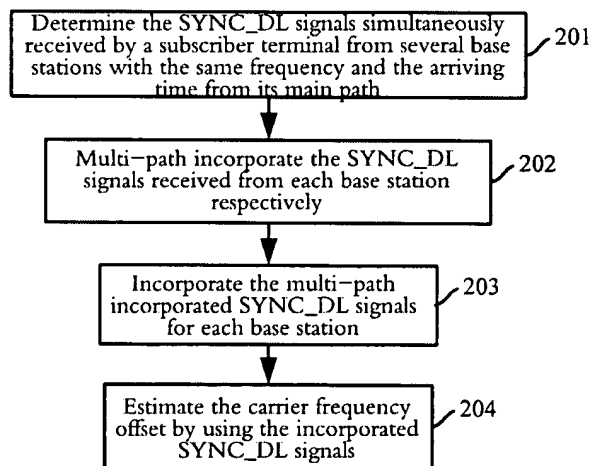 Determine the SYNC_DL signals simultaneously
received by a subscriber terminal from several base
stations with the same frequency and the arriving
time from its main path
201
Multi-path incorporate the SYNC_DL
signals received from each base station
respectively
202
Incorporate the multi-path
incorporated SYNC_DL signals
for each base station
203
Estimate the carrier frequency
offset by using the incorporated
SYNC_DL signals
204